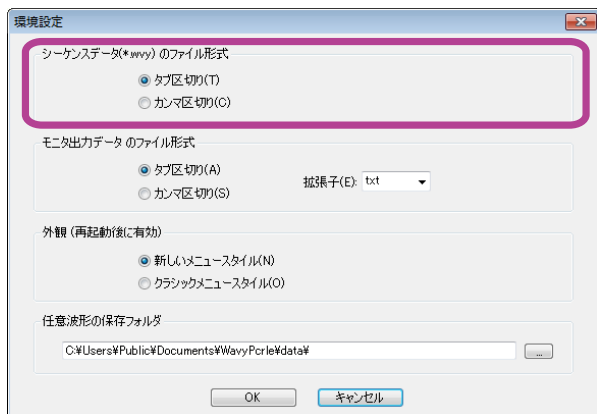 環境設定
シーケンスデータ(*.wvy) のファイル形式
タブ区切り(T)
カンマ区切り(C)
モニタ出力データ のファイル形式
タブ区切り(A)
カンマ区切り(S)
拡張子(E): txt
外観 (再起動後に有効)
新しいメニュースタイル(N)
クラシックメニュースタイル(O)
任意波形の保存フォルダ
C:¥Users¥Public¥Documents¥WavyPcrle¥data¥
...
OK キャンセル